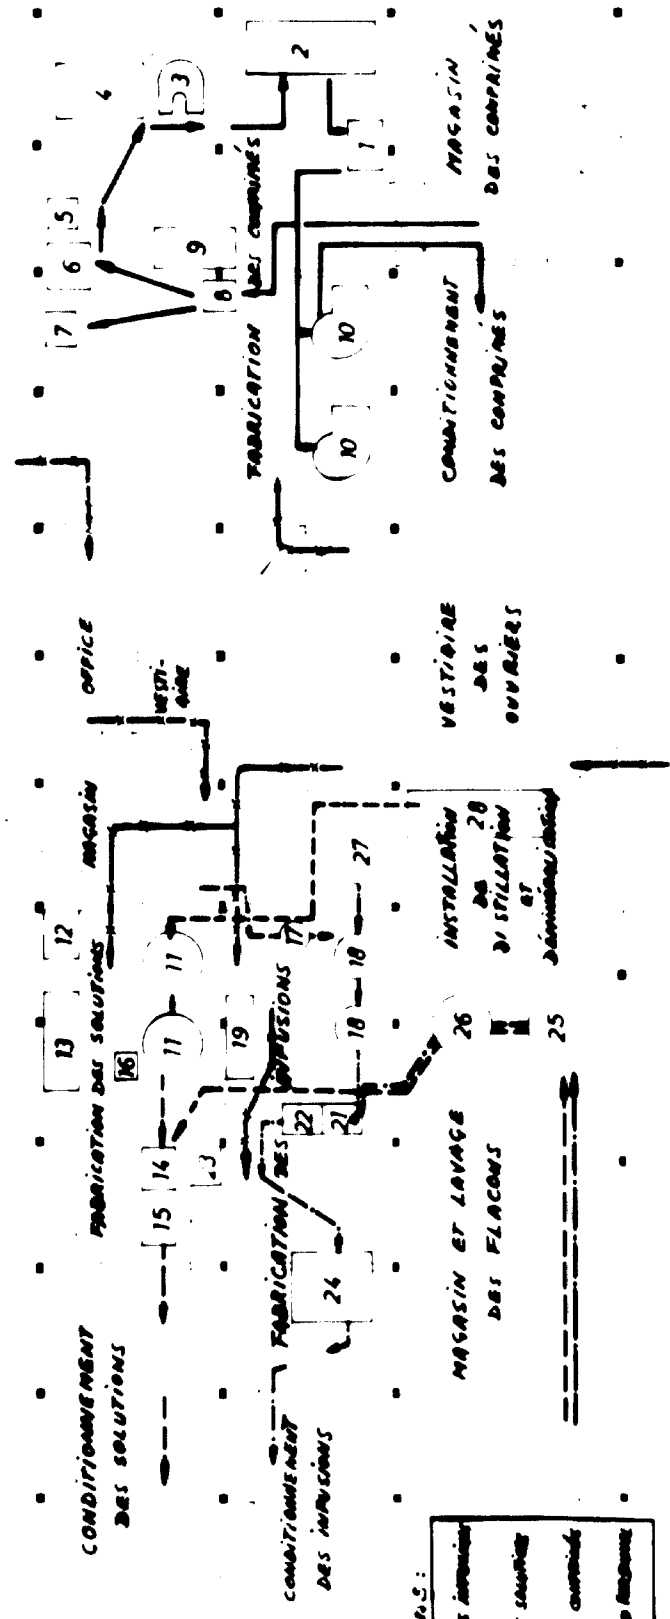 CONDITIONNEMENT
DES SOLUTIONS
FABRICATION DES SOLUTIONS
MAGASIN
OFFICE
VESTI-
AIRE
15
14
13
12
16
11
11
23
19
CONDITIONNEMENT
DES INFUSIONS
FABRICATION DES
INFUSIONS
24
22
21
18
18
17
27
MAGASIN ET LAVAGE
DES FLACONS
26
25
INSTALLATION
DE 28
DISTILLATION
ET
DÉMINÉRALISATION
VESTIAIRE
DES
OUVRIERS
7
6
5
4
3
8
9
2
1
10
10
FABRICATION DES COMPRIMÉS
CONDITIONNEMENT
DES COMPRIMÉS
MAGASIN
DES COMPRIMÉS